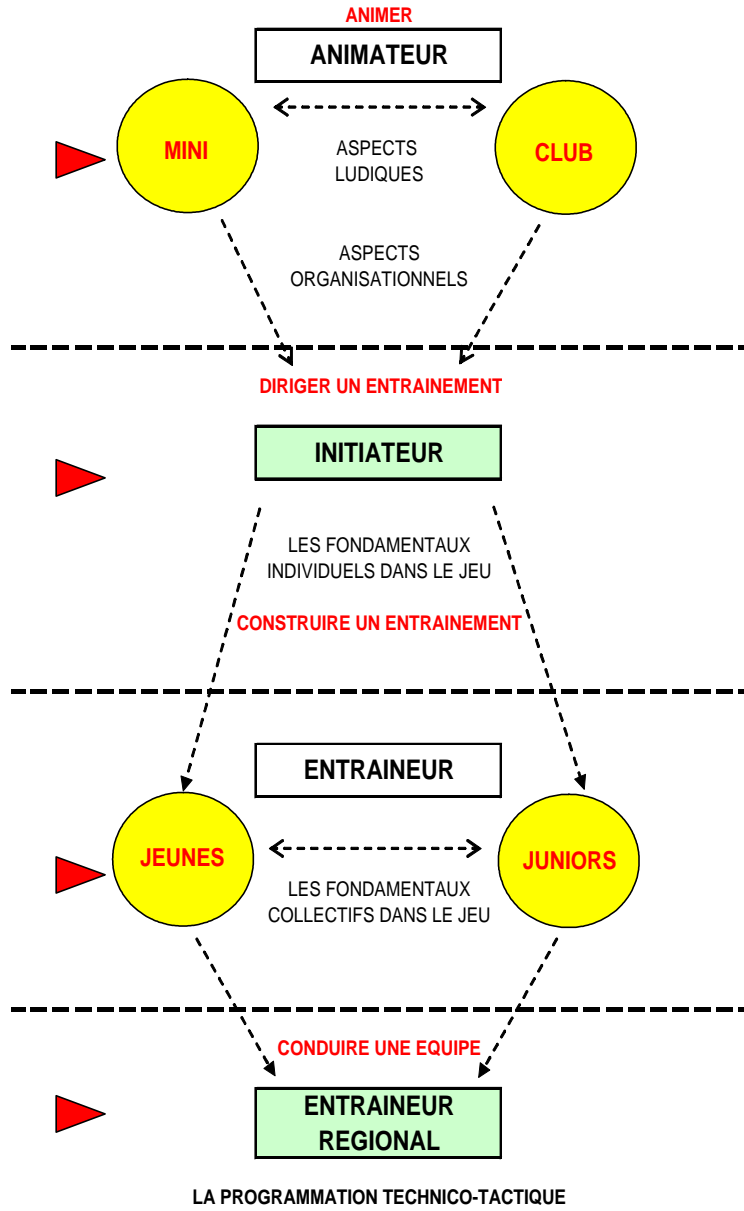 ANIMER
ANIMATEUR
MINI
CLUB
ASPECTS
LUDIQUES
ASPECTS
ORGANISATIONNELS
DIRIGER UN ENTRAINEMENT
INITIATEUR
LES FONDAMENTAUX
INDIVIDUELS DANS LE JEU
CONSTRUIRE UN ENTRAINEMENT
ENTRAINEUR
JEUNES
JUNIORS
LES FONDAMENTAUX
COLLECTIFS DANS LE JEU
CONDUIRE UNE EQUIPE
ENTRAINEUR
REGIONAL
LA PROGRAMMATION TECHNICO-TACTIQUE